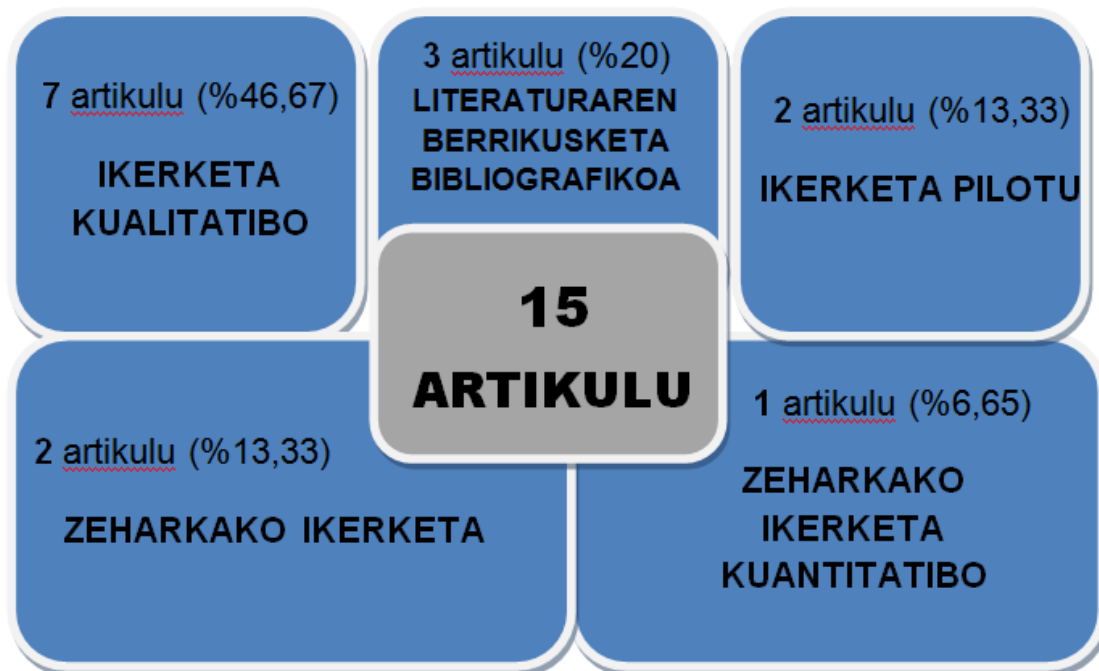 7 artikulu (%46,67)
IKERKETA
KUALITATIBO
3 artikulu (%20)
LITERATURAREN
BERRIKUSKETA
BIBLIOGRAFIKOA
2 artikulu (%13,33)
IKERKETA PILOTU
15
ARTIKULU
2 artikulu (%13,33)
ZEHARKAKO IKERKETA
1 artikulu (%6,65)
ZEHARKAKO
IKERKETA
KUANTITATIBO